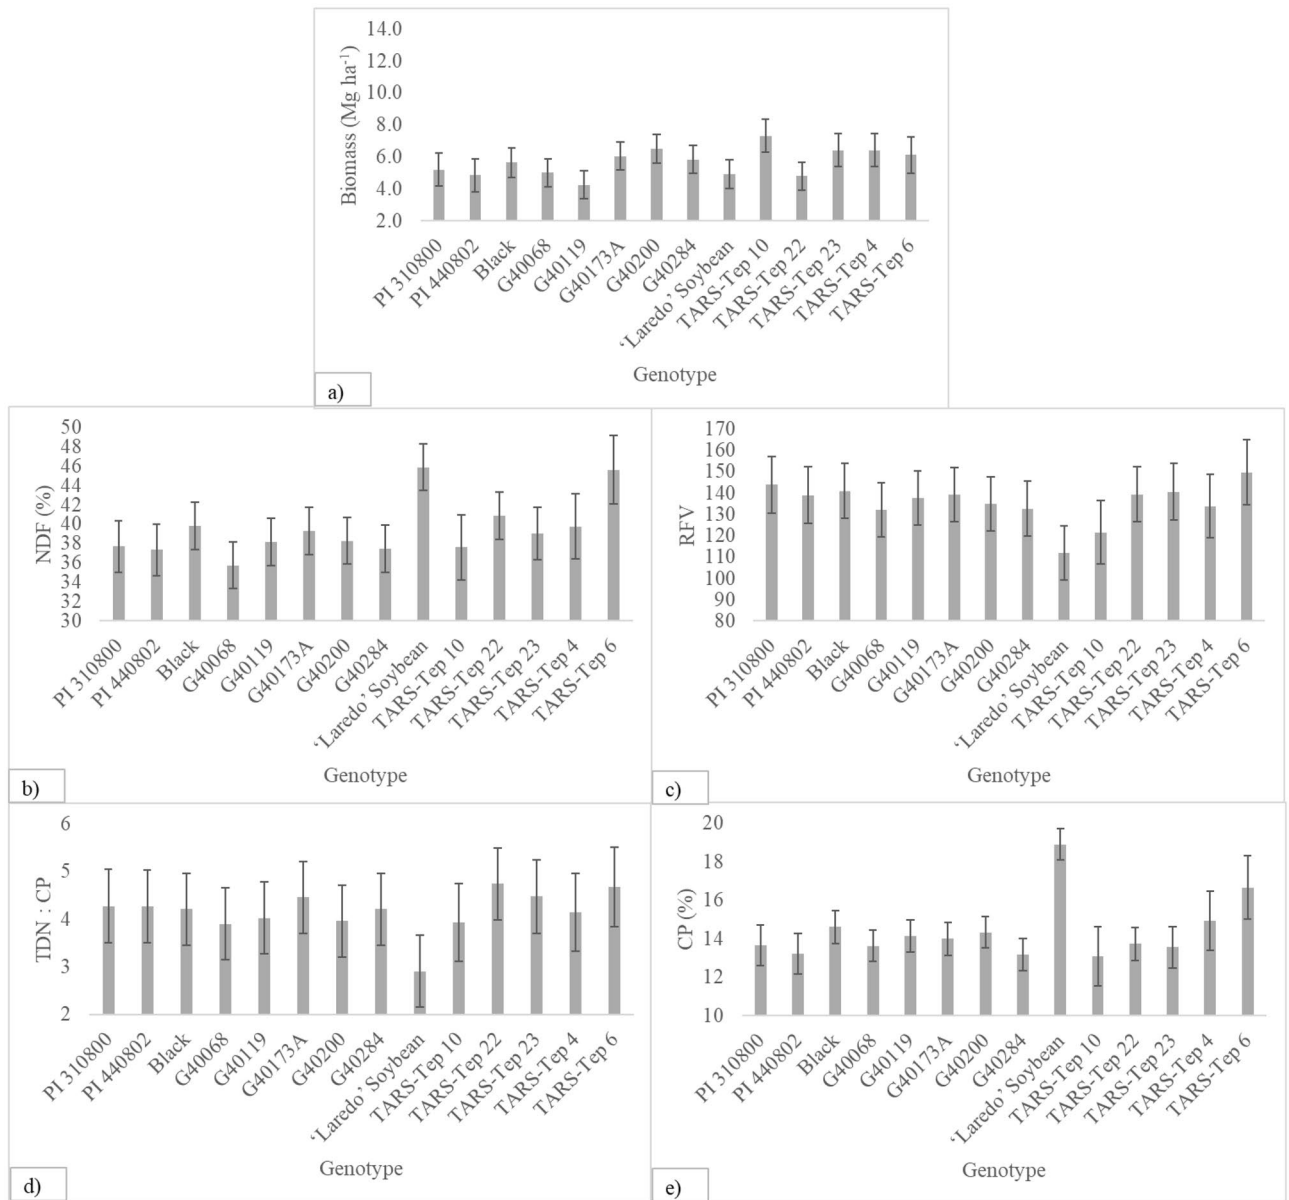 14.0
12.0
10.0
8.0
6.0
4.0
2.0
Biomass (Mg ha⁻¹)
PI 310800
PI 440802
Black
G40068
G40119
G40173A
G40200
G40284
‘Laredo’ Soybean
TARS-Tep 10
TARS-Tep 22
TARS-Tep 23
TARS-Tep 4
TARS-Tep 6
Genotype
a)
50
48
46
44
42
40
38
36
34
32
30
NDF (%)
PI 310800
PI 440802
Black
G40068
G40119
G40173A
G40200
G40284
‘Laredo’ Soybean
TARS-Tep 10
TARS-Tep 22
TARS-Tep 23
TARS-Tep 4
TARS-Tep 6
Genotype
b)
170
160
150
140
130
120
110
100
90
80
RFV
PI 310800
PI 440802
Black
G40068
G40119
G40173A
G40200
G40284
‘Laredo’ Soybean
TARS-Tep 10
TARS-Tep 22
TARS-Tep 23
TARS-Tep 4
TARS-Tep 6
Genotype
c)
6
5
4
3
2
TDN : CP
PI 310800
PI 440802
Black
G40068
G40119
G40173A
G40200
G40284
‘Laredo’ Soybean
TARS-Tep 10
TARS-Tep 22
TARS-Tep 23
TARS-Tep 4
TARS-Tep 6
Genotype
d)
20
18
16
14
12
10
CP (%)
PI 310800
PI 440802
Black
G40068
G40119
G40173A
G40200
G40284
‘Laredo’ Soybean
TARS-Tep 10
TARS-Tep 22
TARS-Tep 23
TARS-Tep 4
TARS-Tep 6
Genotype
e)